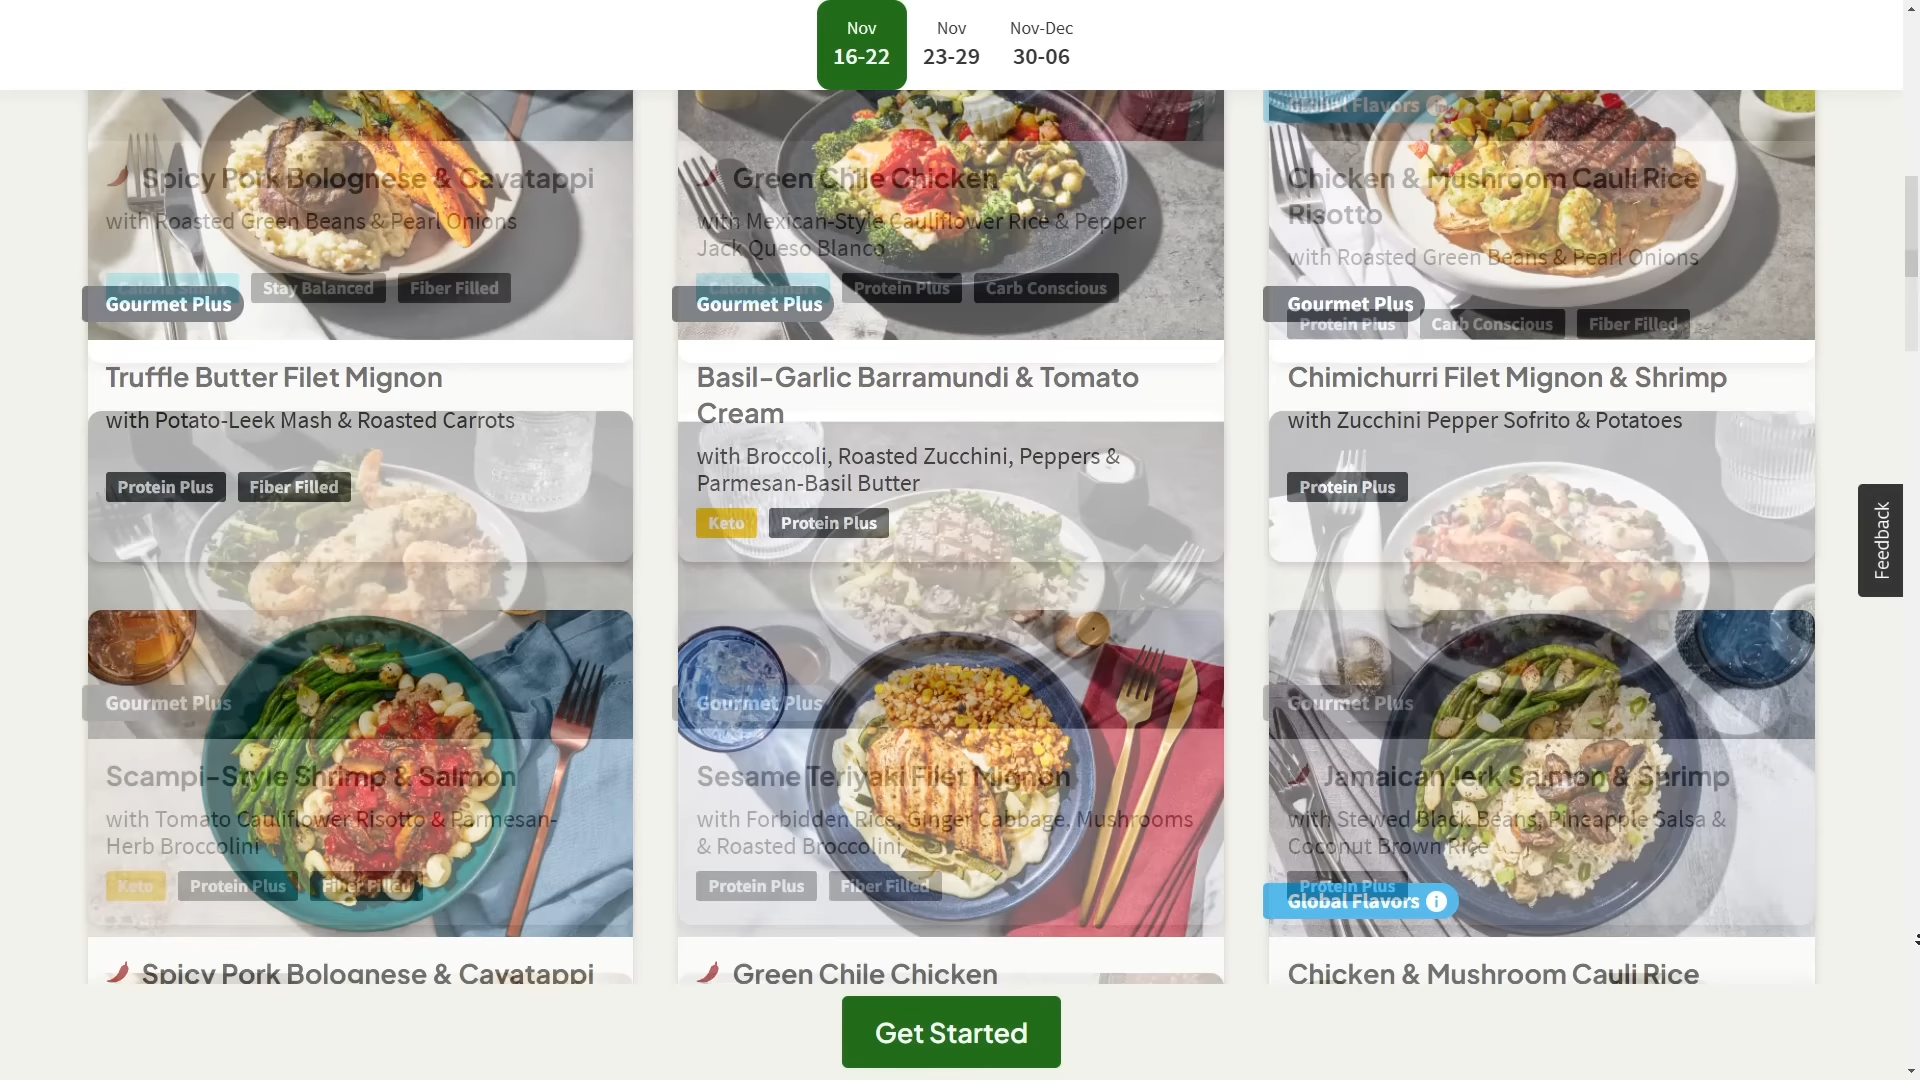 Nov
16-22
Nov
23-29
Nov-Dec
30-06
Global Flavors
Spicy Pork Bolognese & Cavatappi
with Roasted Green Beans & Pearl Onions
Calorie Smart
Stay Balanced
Fiber Filled
Gourmet Plus
Green Chile Chicken
with Mexican-Style Cauliflower Rice & Pepper
Jack Queso Blanco
Calorie Smart
Protein Plus
Carb Conscious
Gourmet Plus
Chicken & Mushroom Cauli Rice
Risotto
with Roasted Green Beans & Pearl Onions
Gourmet Plus
Protein Plus
Carb Conscious
Fiber Filled
Truffle Butter Filet Mignon
with Potato-Leek Mash & Roasted Carrots
Protein Plus
Fiber Filled
Basil-Garlic Barramundi & Tomato
Cream
with Broccoli, Roasted Zucchini, Peppers &
Parmesan-Basil Butter
Keto
Protein Plus
Chimichurri Filet Mignon & Shrimp
with Zucchini Pepper Sofrito & Potatoes
Protein Plus
Feedback
Gourmet Plus
Scampi-Style Shrimp & Salmon
with Tomato Cauliflower Risotto & Parmesan-
Herb Broccolini
Keto
Protein Plus
Fiber Filled
Gourmet Plus
Sesame Teriyaki Filet Mignon
with Forbidden Rice, Ginger Cabbage, Mushrooms
& Roasted Broccolini
Protein Plus
Fiber Filled
Gourmet Plus
Jamaican Jerk Salmon & Shrimp
with Stewed Black Beans, Pineapple Salsa &
Coconut Brown Rice
Protein Plus
Global Flavors
Spicy Pork Bolognese & Cavatappi
Green Chile Chicken
Chicken & Mushroom Cauli Rice
Get Started